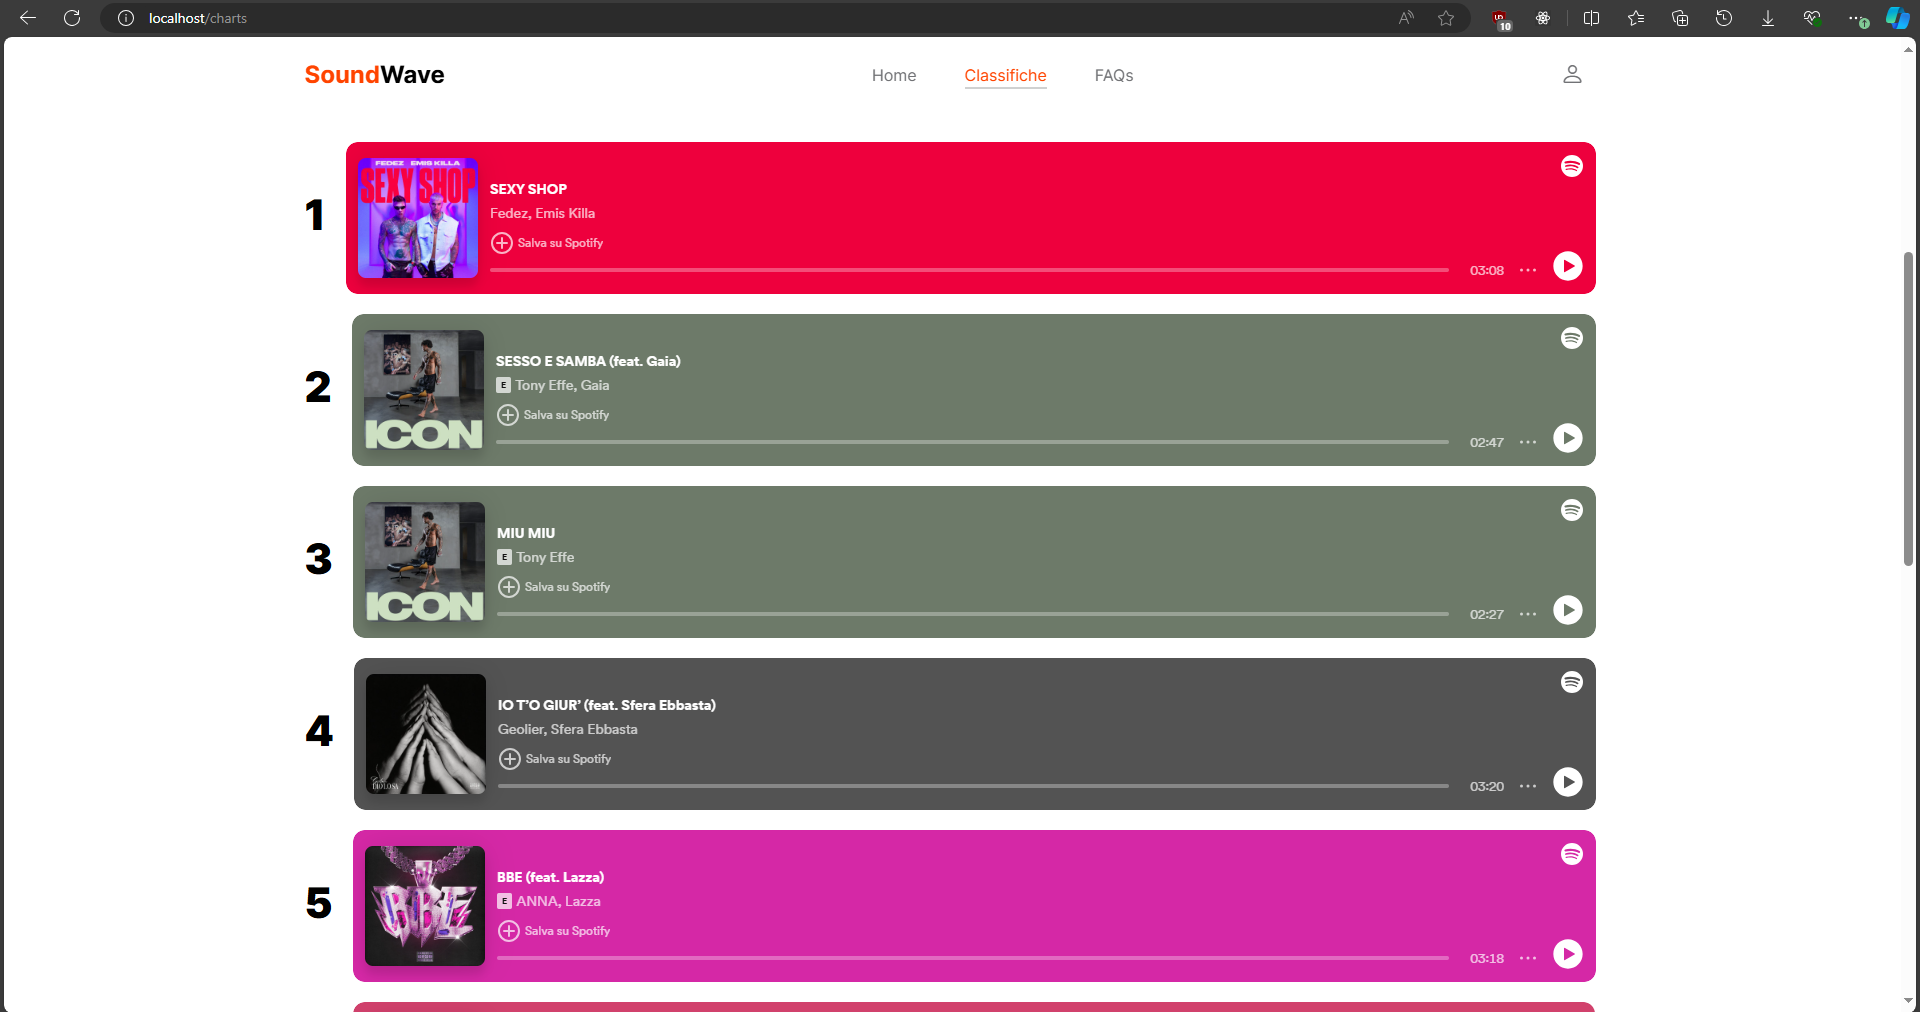 localhost/charts
10
SoundWave
Home
Classifiche
FAQs
1
FEDEZ EMIS KILLA
SEXY SHOP
SEXY SHOP
Fedez, Emis Killa
Salva su Spotify
03:08
2
ICON
SESSO E SAMBA (feat. Gaia)
E Tony Effe, Gaia
Salva su Spotify
02:47
3
ICON
MIU MIU
E Tony Effe
Salva su Spotify
02:27
4
IO T’O GIUR’ (feat. Sfera Ebbasta)
Geolier, Sfera Ebbasta
Salva su Spotify
03:20
5
BBE
BBE (feat. Lazza)
E ANNA, Lazza
Salva su Spotify
03:18